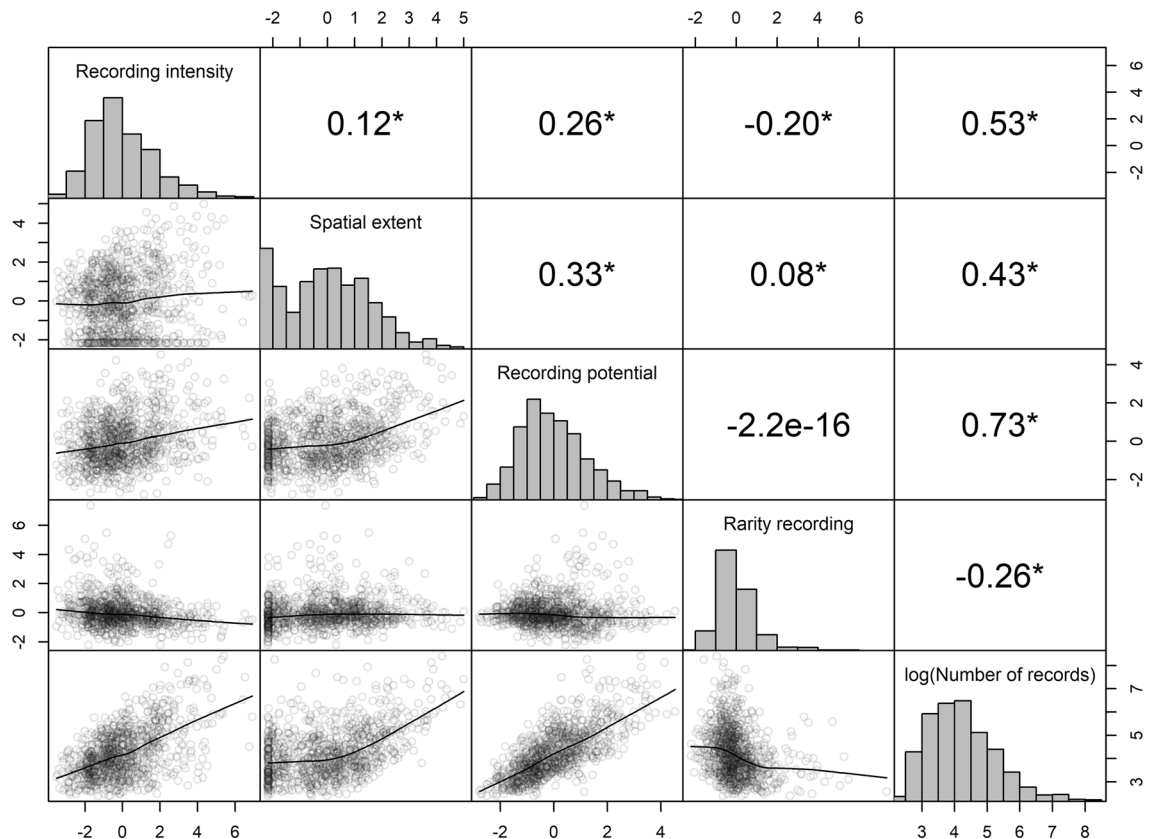 -2 0 1 2 3 4 5 -2 0 2 4 6
Recording intensity
0.12* 0.26* -0.20* 0.53*
-2 0 2 4 6
Spatial extent
0.33* 0.08* 0.43*
-2 0 2 4
Recording potential
-2.2e-16 0.73*
-2 0 2 4
Rarity recording
-0.26*
-2 0 2 4 6
log(Number of records)
3 5 7
-2 0 2 4 6 -2 0 2 4 3 4 5 6 7 8